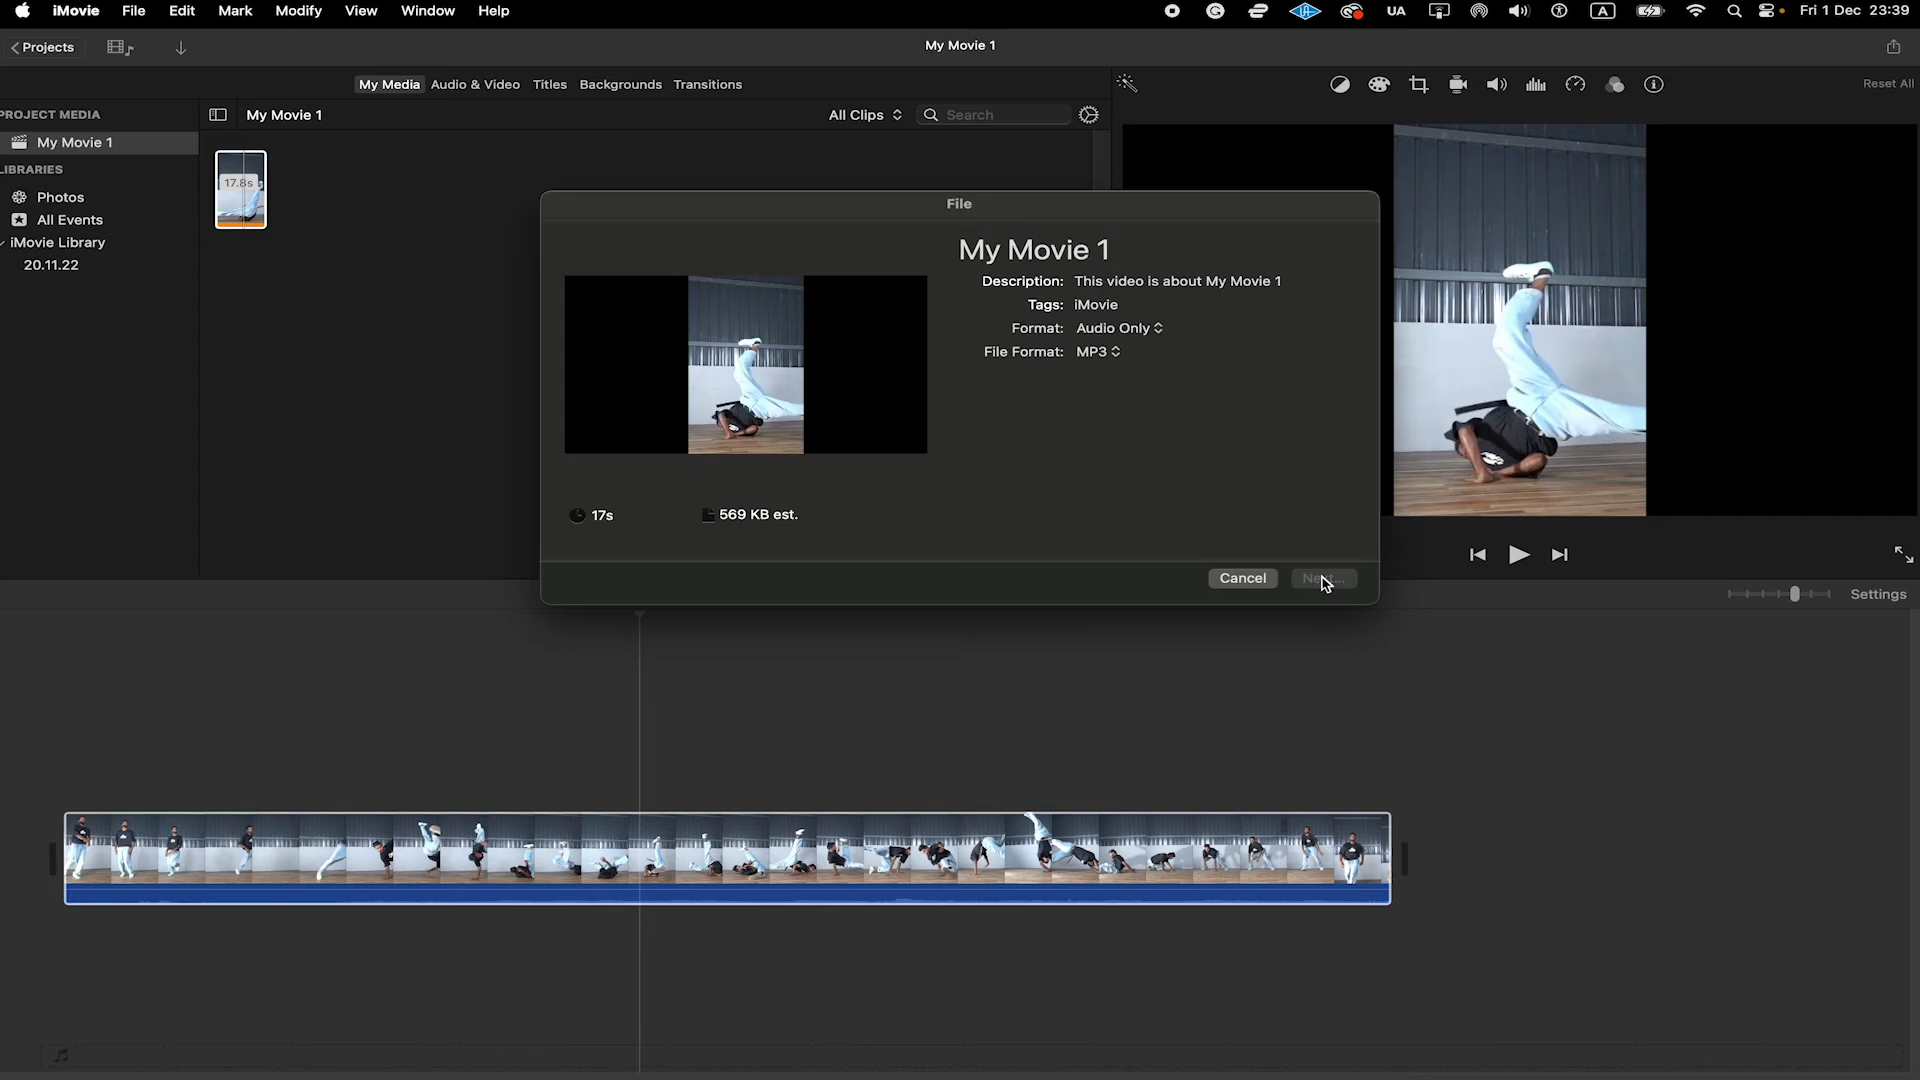 iMovie File Edit Mark Modify View Window Help UA A Fri 1 Dec 23:39
Projects My Movie 1
My Media Audio & Video Titles Backgrounds Transitions Reset All
PROJECT MEDIA My Movie 1 All Clips Search
My Movie 1
LIBRARIES
17.8s
Photos
All Events
iMovie Library
20.11.22
File
My Movie 1
Description: This video is about My Movie 1
Tags: iMovie
Format: Audio Only
File Format: MP3
17s 569 KB est.
Cancel
Settings